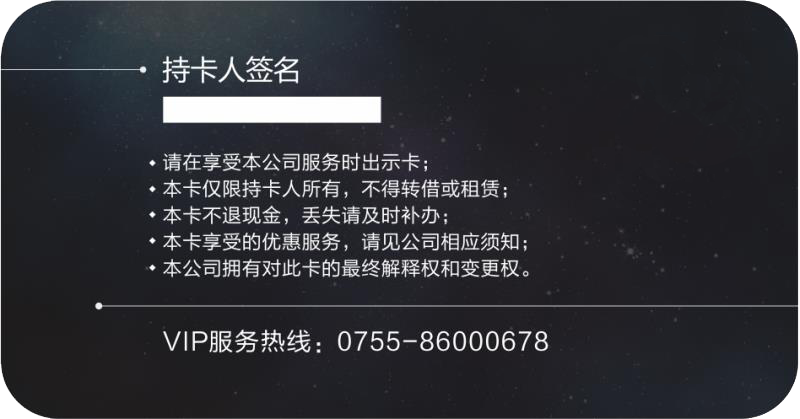 持卡人签名
请在享受本公司服务时出示卡；
本卡仅限持卡人所有，不得转借或租赁；
本卡不退现金，丢失请及时补办；
本卡享受的优惠服务，请见公司相应须知；
本公司拥有对此卡的最终解释权和变更权。
VIP服务热线：0755-86000678